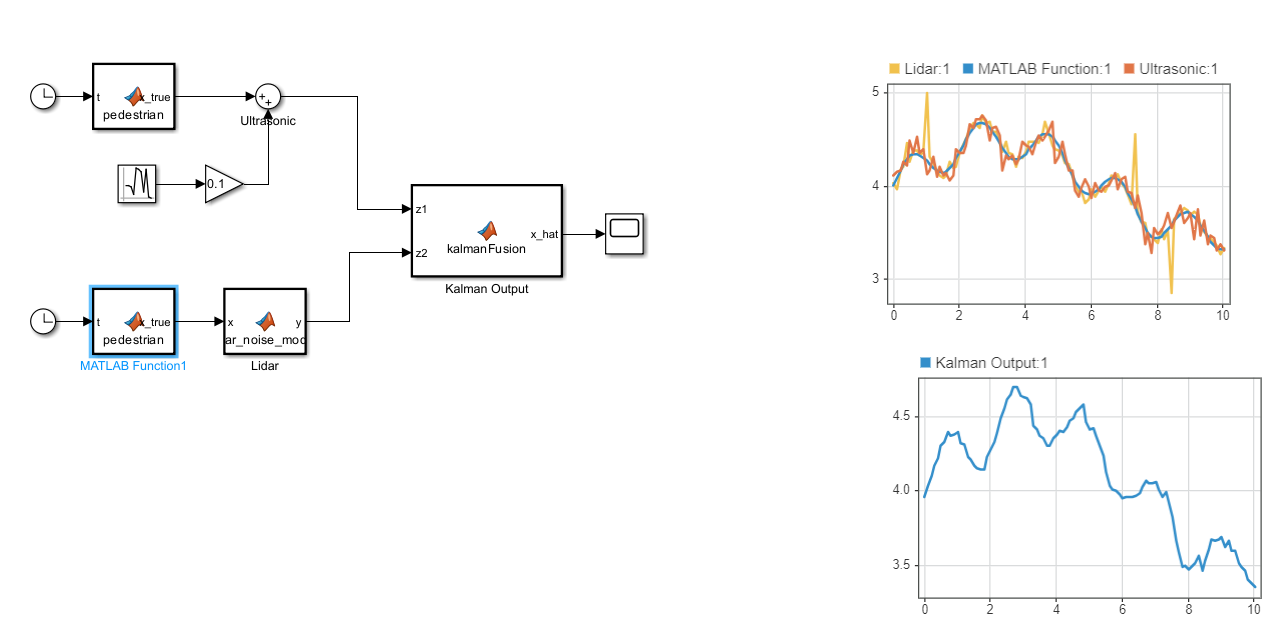 t
x_true
pedestrian
+
+
Ultrasonic
0.1
z1
z2
kalmanFusion
x_hat
Kalman Output
t
x_true
pedestrian
MATLAB Function1
x
y
ar_noise_mod
Lidar
Lidar:1 MATLAB Function:1 Ultrasonic:1
5
4
3
0 2 4 6 8 10
Kalman Output:1
4.5
4.0
3.5
0 2 4 6 8 10